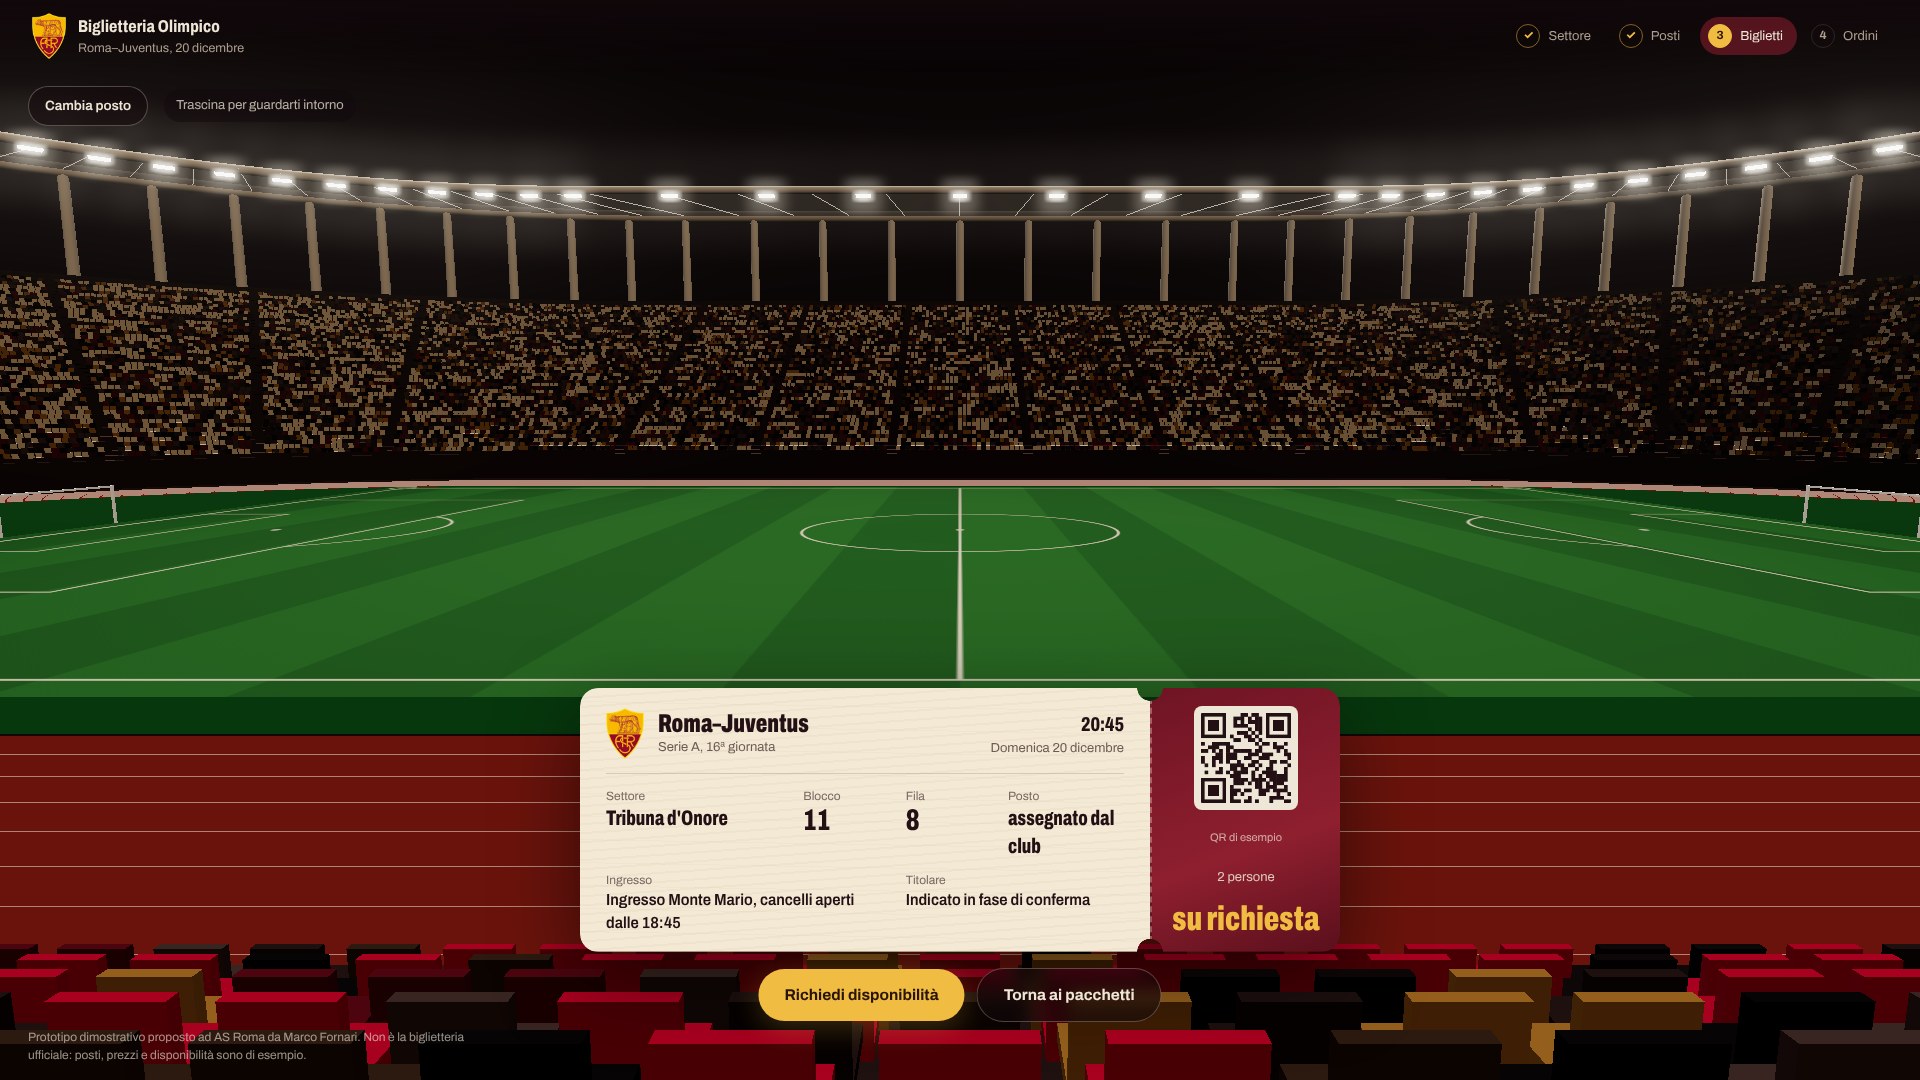 Biglietteria Olimpico
Roma–Juventus, 20 dicembre
Settore
Posti
3 Biglietti
4 Ordini
Cambia posto
Trascina per guardarti intorno
Roma–Juventus
Serie A, 16ª giornata
20:45
Domenica 20 dicembre
Settore
Tribuna d'Onore
Blocco
11
Fila
8
Posto
assegnato dal
club
Ingresso
Ingresso Monte Mario, cancelli aperti
dalle 18:45
Titolare
Indicato in fase di conferma
QR di esempio
2 persone
su richiesta
Richiedi disponibilità
Torna ai pacchetti
Prototipo dimostrativo proposto ad AS Roma da Marco Fornari. Non è la biglietteria
ufficiale: posti, prezzi e disponibilità sono di esempio.